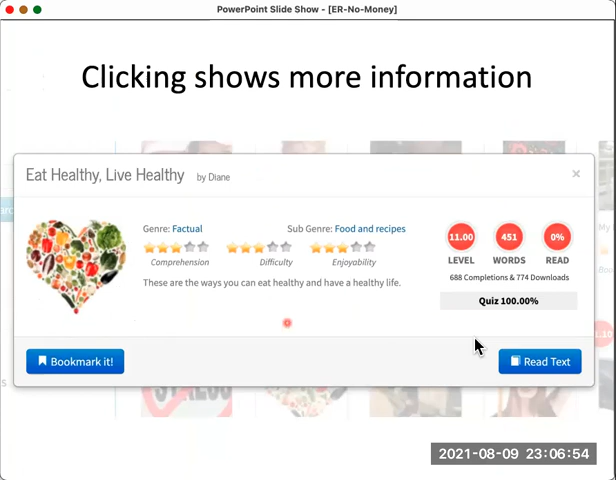 PowerPoint Slide Show - [ER-No-Money]
Clicking shows more information
Eat Healthy, Live Healthy by Diane ×
Genre: Factual Sub Genre: Food and recipes
Comprehension Difficulty Enjoyability
These are the ways you can eat healthy and have a healthy life.
11.00 451 0%
LEVEL WORDS READ
688 Completions & 774 Downloads
Quiz 100.00%
Bookmark it! Read Text
2021-08-09 23:06:54